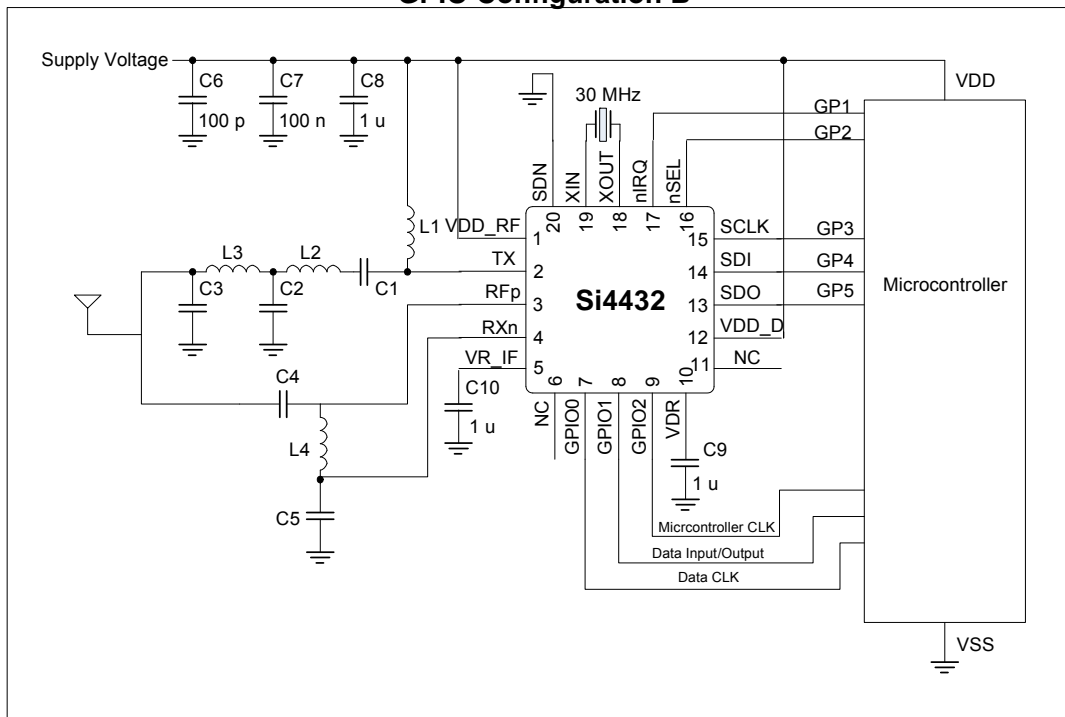 GPIO Configuration B
Supply Voltage
C6
100 p
C7
100 n
C8
1 u
30 MHz
VDD
GP1
GP2
SDN
XIN
XOUT
nIRQ
nSEL
20
19
18
17
16
L1
VDD_RF
1
TX
2
RFp
3
RXn
4
VR_IF
5
L3
L2
C3
C2
C1
Si4432
15
SCLK
GP3
14
SDI
GP4
13
SDO
GP5
12
VDD_D
11
NC
Microcontroller
C4
L4
C5
C10
1 u
6
7
8
9
10
NC
GPIO0
GPIO1
GPIO2
VDR
C9
1 u
Micrcontroller CLK
Data Input/Output
Data CLK
VSS